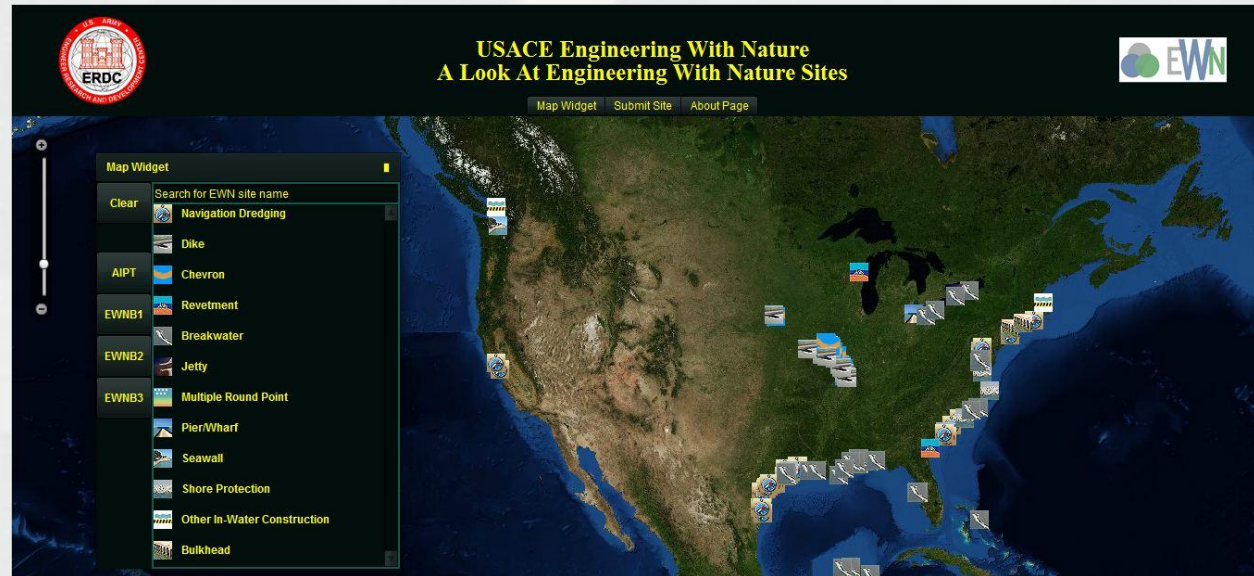 U.S. ARMY
ERDC
ENGINEER RESEARCH AND DEVELOPMENT CENTER
USACE Engineering With Nature
A Look At Engineering With Nature Sites
EWN
Map Widget Submit Site About Page
Map Widget
Clear
Search for EWN site name
Navigation Dredging
Dike
AIPT
Chevron
EWNB1
Revetment
Breakwater
EWNB2
Jetty
EWNB3
Multiple Round Point
Pier/Wharf
Seawall
Shore Protection
Other In-Water Construction
Bulkhead